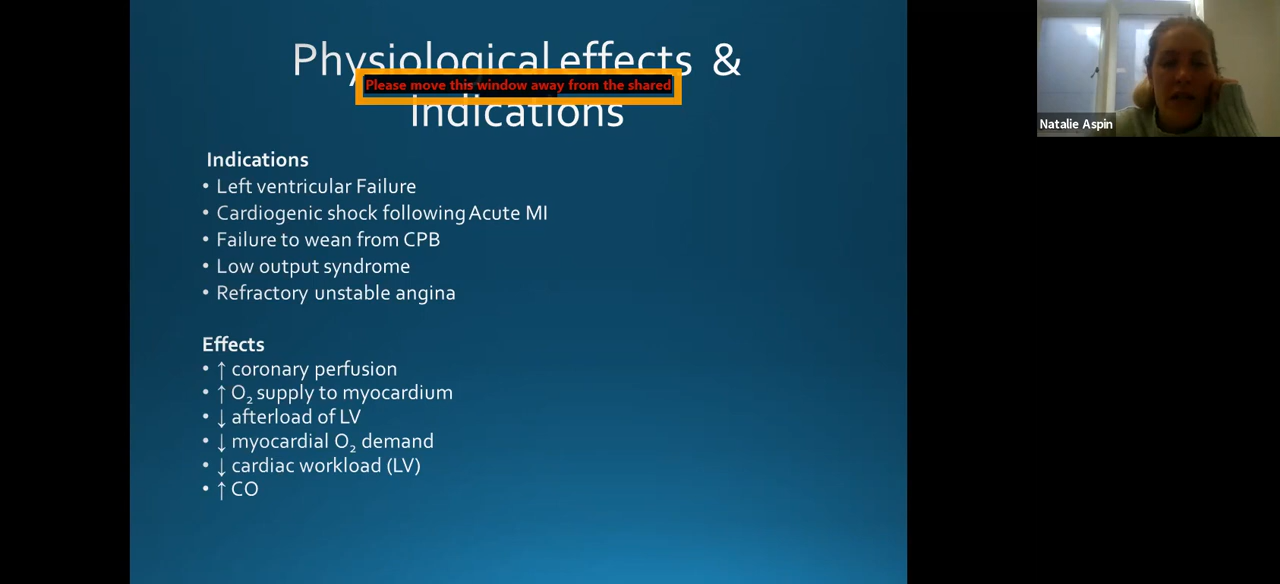 Physiological effects &
Please move this window away from the shared
Indications
Indications
• Left ventricular Failure
• Cardiogenic shock following Acute MI
• Failure to wean from CPB
• Low output syndrome
• Refractory unstable angina
Effects
• ↑ coronary perfusion
• ↑ O₂ supply to myocardium
• ↓ afterload of LV
• ↓ myocardial O₂ demand
• ↓ cardiac workload (LV)
• ↑ CO
Natalie Aspin